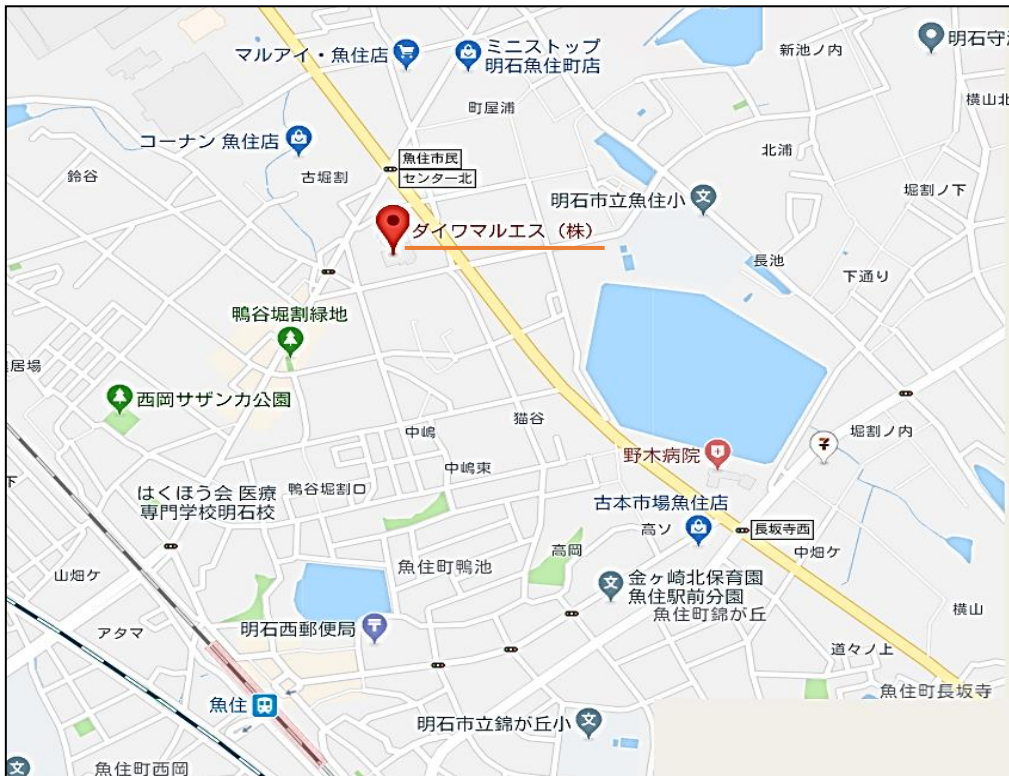 マルアイ・魚住店
ミニストップ
明石魚住町店
新池ノ内
明石守
横山北
町屋浦
コーナン 魚住店
北浦
魚住市民
センター北
鈴谷
古堀割
明石市立魚住小
堀割ノ下
ダイワマルエス（株）
長池
下通り
鴨谷堀割緑地
居場
西岡サザンカ公園
猫谷
中嶋
堀割ノ内
中嶋東
野木病院
下
はくほう会 医療
専門学校明石校
鴨谷堀割口
古本市場魚住店
高ソ
長坂寺西
高岡
中畑ケ
魚住町鴨池
山畑ケ
金ヶ崎北保育園
魚住駅前分園
魚住町錦が丘
横山
アタマ
明石西郵便局
道々ノ上
魚住町長坂寺
魚住
明石市立錦が丘小
文
魚住町西岡